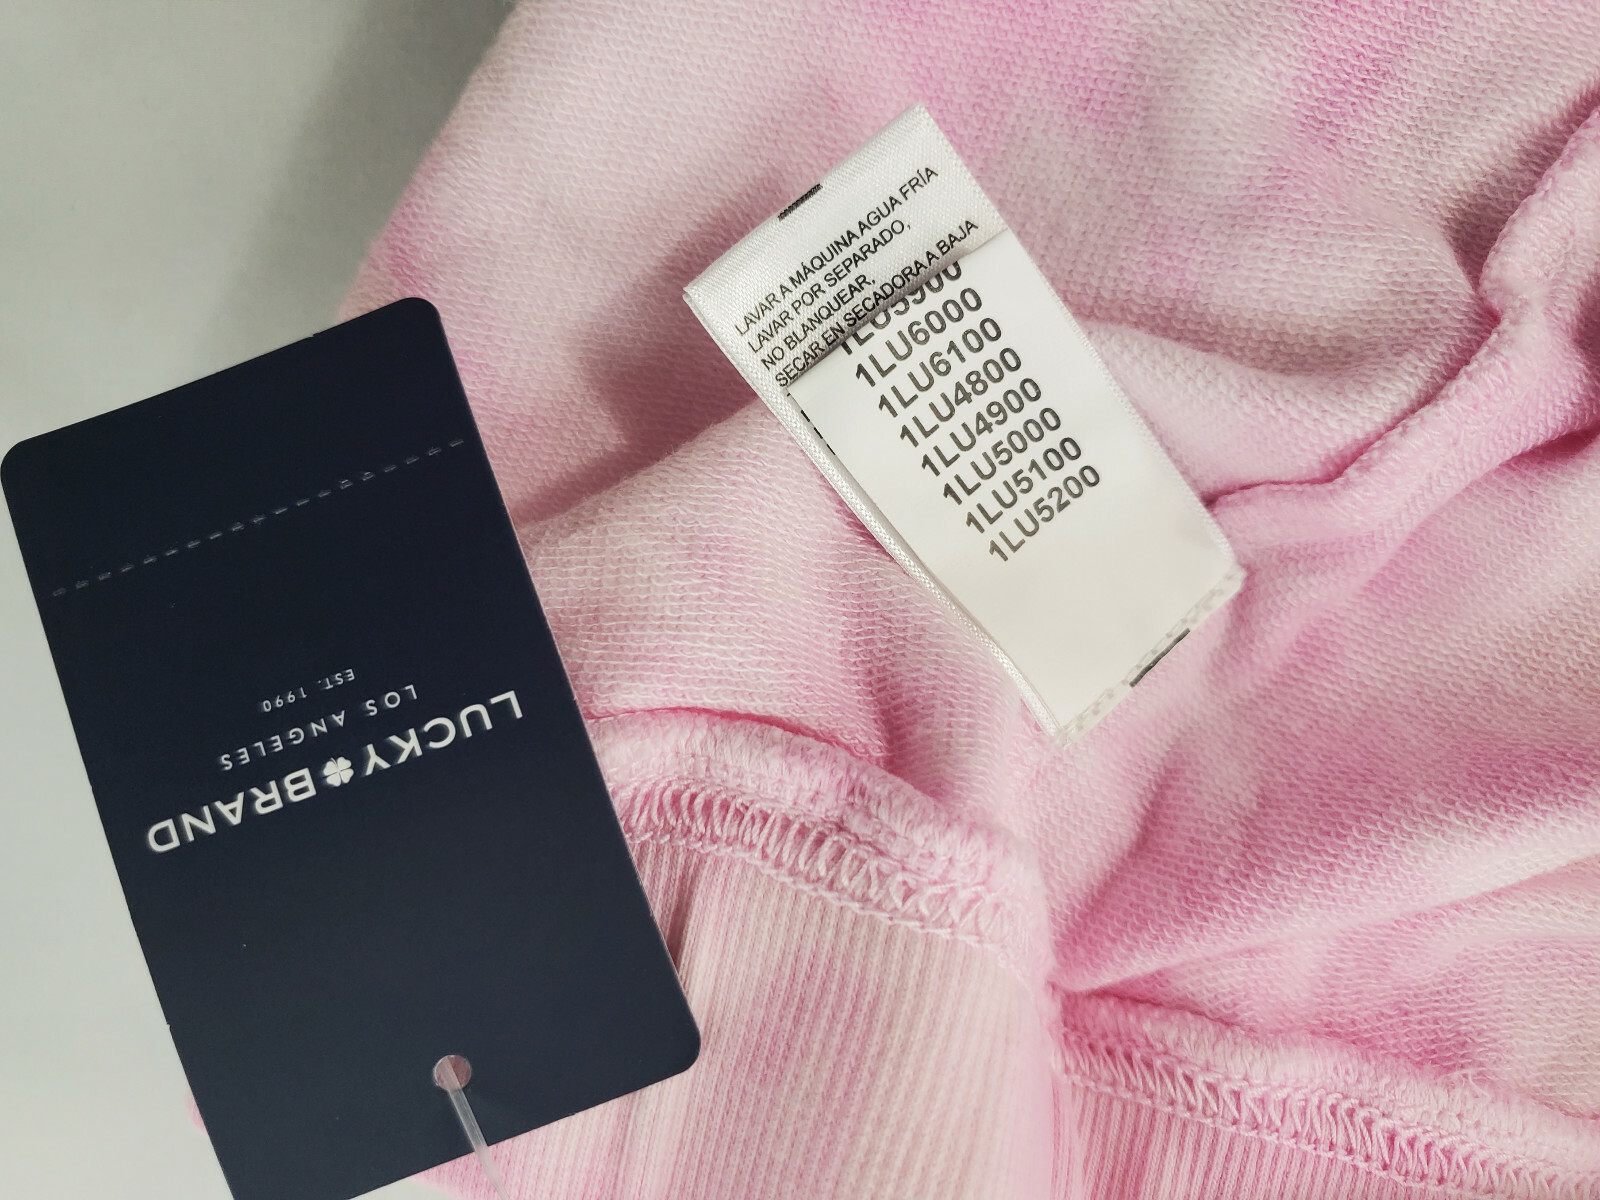 LAVAR A MÁQUINA AGUA FRÍA
LAVAR POR SEPARADO,
NO BLANQUEAR,
SECAR EN SECADORA A BAJA
1LU5900
1LU6000
1LU6100
1LU4800
1LU4900
1LU5000
1LU5100
1LU5200
LUCKY BRAND
LOS ANGELES
EST. 1990